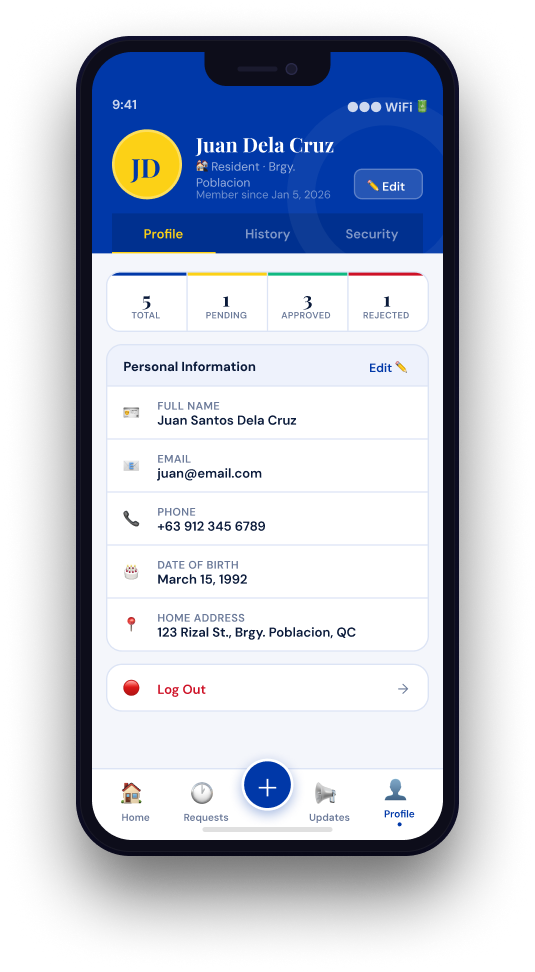 9:41
WiFi
JD
Juan Dela Cruz
Resident · Brgy.
Poblacion
Member since Jan 5, 2026
Edit
Profile
History
Security
5
TOTAL
1
PENDING
3
APPROVED
1
REJECTED
Personal Information
Edit
FULL NAME
Juan Santos Dela Cruz
EMAIL
juan@email.com
PHONE
+63 912 345 6789
DATE OF BIRTH
March 15, 1992
HOME ADDRESS
123 Rizal St., Brgy. Poblacion, QC
Log Out
Home
Requests
Updates
Profile